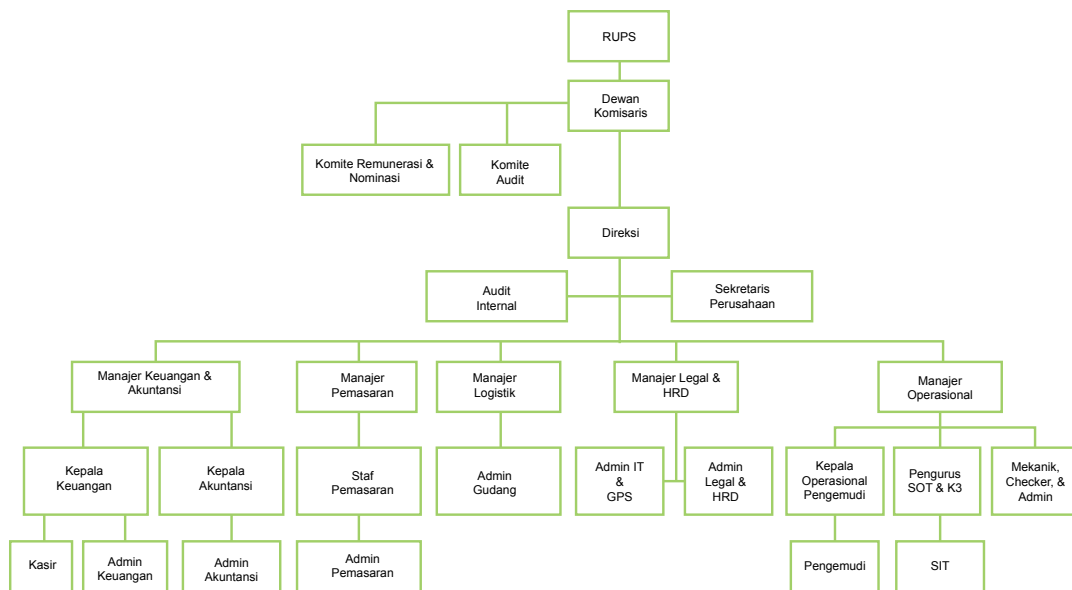 RUPS
Dewan
Komisaris
Komite Remunerasi &
Nominasi
Komite
Audit
Direksi
Audit
Internal
Sekretaris
Perusahaan
Manajer Keuangan &
Akuntansi
Manajer
Pemasaran
Manajer
Logistik
Manajer Legal &
HRD
Manajer
Operasional
Kepala
Keuangan
Kepala
Akuntansi
Staf
Pemasaran
Admin
Gudang
Admin IT
&
GPS
Admin
Legal &
HRD
Kepala
Operasional
Pengemudi
Pengurus
SOT & K3
Mekanik,
Checker, &
Admin
Kasir
Admin
Keuangan
Admin
Akuntansi
Admin
Pemasaran
Pengemudi
SIT